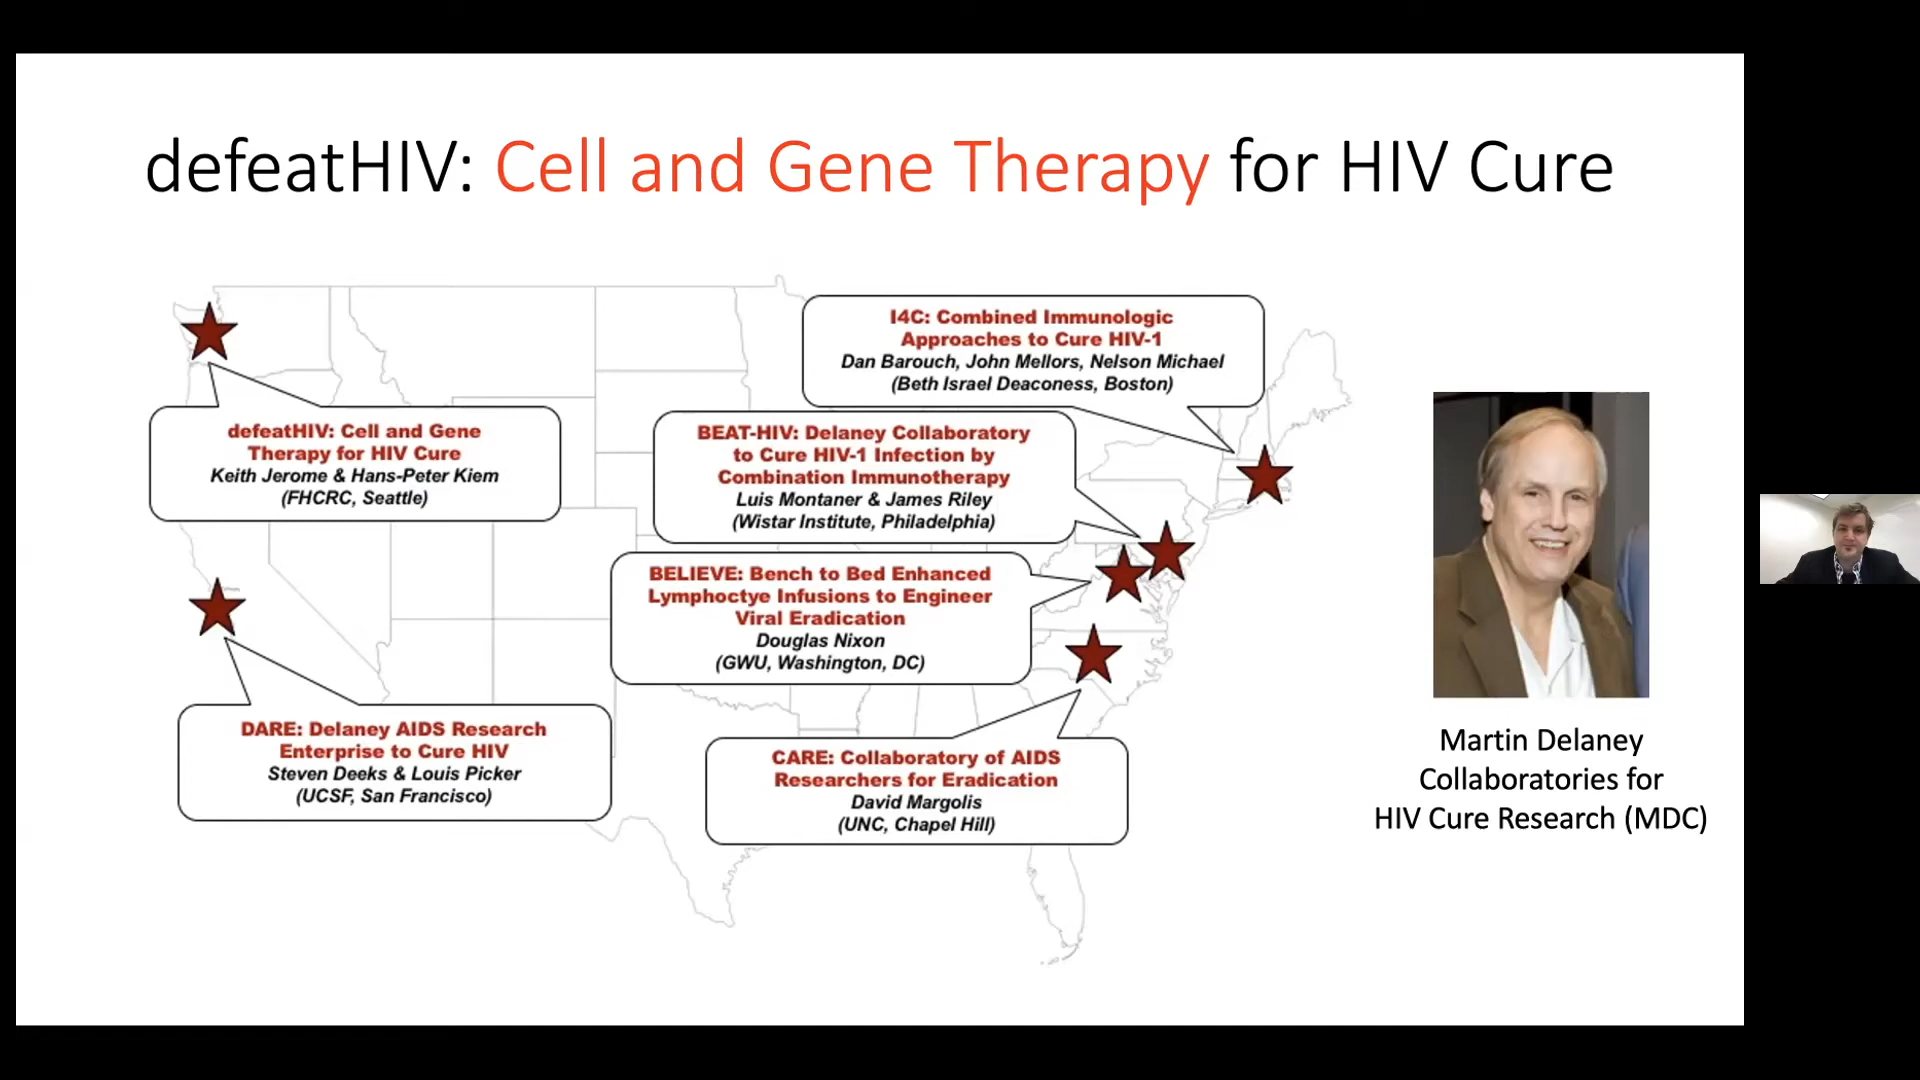 defeatHIV: Cell and Gene Therapy for HIV Cure
I4C: Combined Immunologic
Approaches to Cure HIV-1
Dan Barouch, John Mellors, Nelson Michael
(Beth Israel Deaconess, Boston)
defeatHIV: Cell and Gene
Therapy for HIV Cure
Keith Jerome & Hans-Peter Kiem
(FHCRC, Seattle)
BEAT-HIV: Delaney Collaboratory
to Cure HIV-1 Infection by
Combination Immunotherapy
Luis Montaner & James Riley
(Wistar Institute, Philadelphia)
BELIEVE: Bench to Bed Enhanced
Lymphoctye Infusions to Engineer
Viral Eradication
Douglas Nixon
(GWU, Washington, DC)
DARE: Delaney AIDS Research
Enterprise to Cure HIV
Steven Deeks & Louis Picker
(UCSF, San Francisco)
CARE: Collaboratory of AIDS
Researchers for Eradication
David Margolis
(UNC, Chapel Hill)
Martin Delaney
Collaboratories for
HIV Cure Research (MDC)